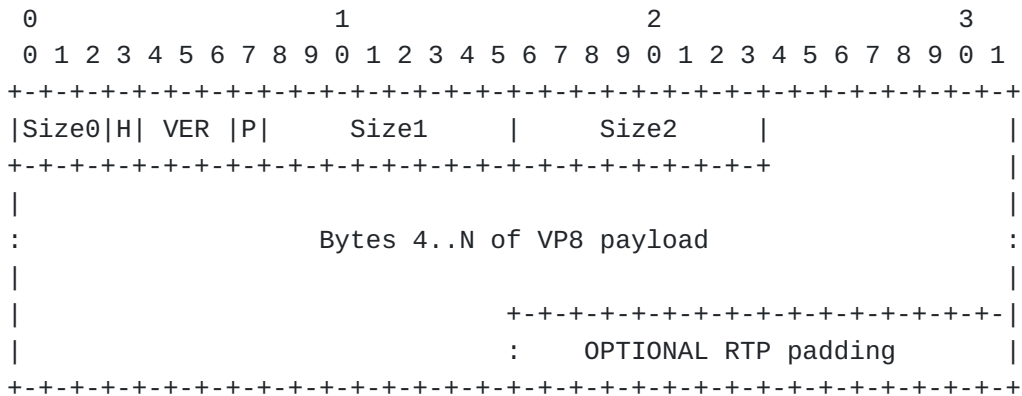 0                   1                   2                   3
 0 1 2 3 4 5 6 7 8 9 0 1 2 3 4 5 6 7 8 9 0 1 2 3 4 5 6 7 8 9 0 1
+-+-+-+-+-+-+-+-+-+-+-+-+-+-+-+-+-+-+-+-+-+-+-+-+-+-+-+-+-+-+-+-+
|Size0|H| VER |P|     Size1     |     Size2     |               |
+-+-+-+-+-+-+-+-+-+-+-+-+-+-+-+-+-+-+-+-+-+-+-+-+               |
|                                                               |
:                   Bytes 4..N of VP8 payload                   :
|                                                               |
|                               +-+-+-+-+-+-+-+-+-+-+-+-+-+-+-+-|
|                               :    OPTIONAL RTP padding       |
+-+-+-+-+-+-+-+-+-+-+-+-+-+-+-+-+-+-+-+-+-+-+-+-+-+-+-+-+-+-+-+-+